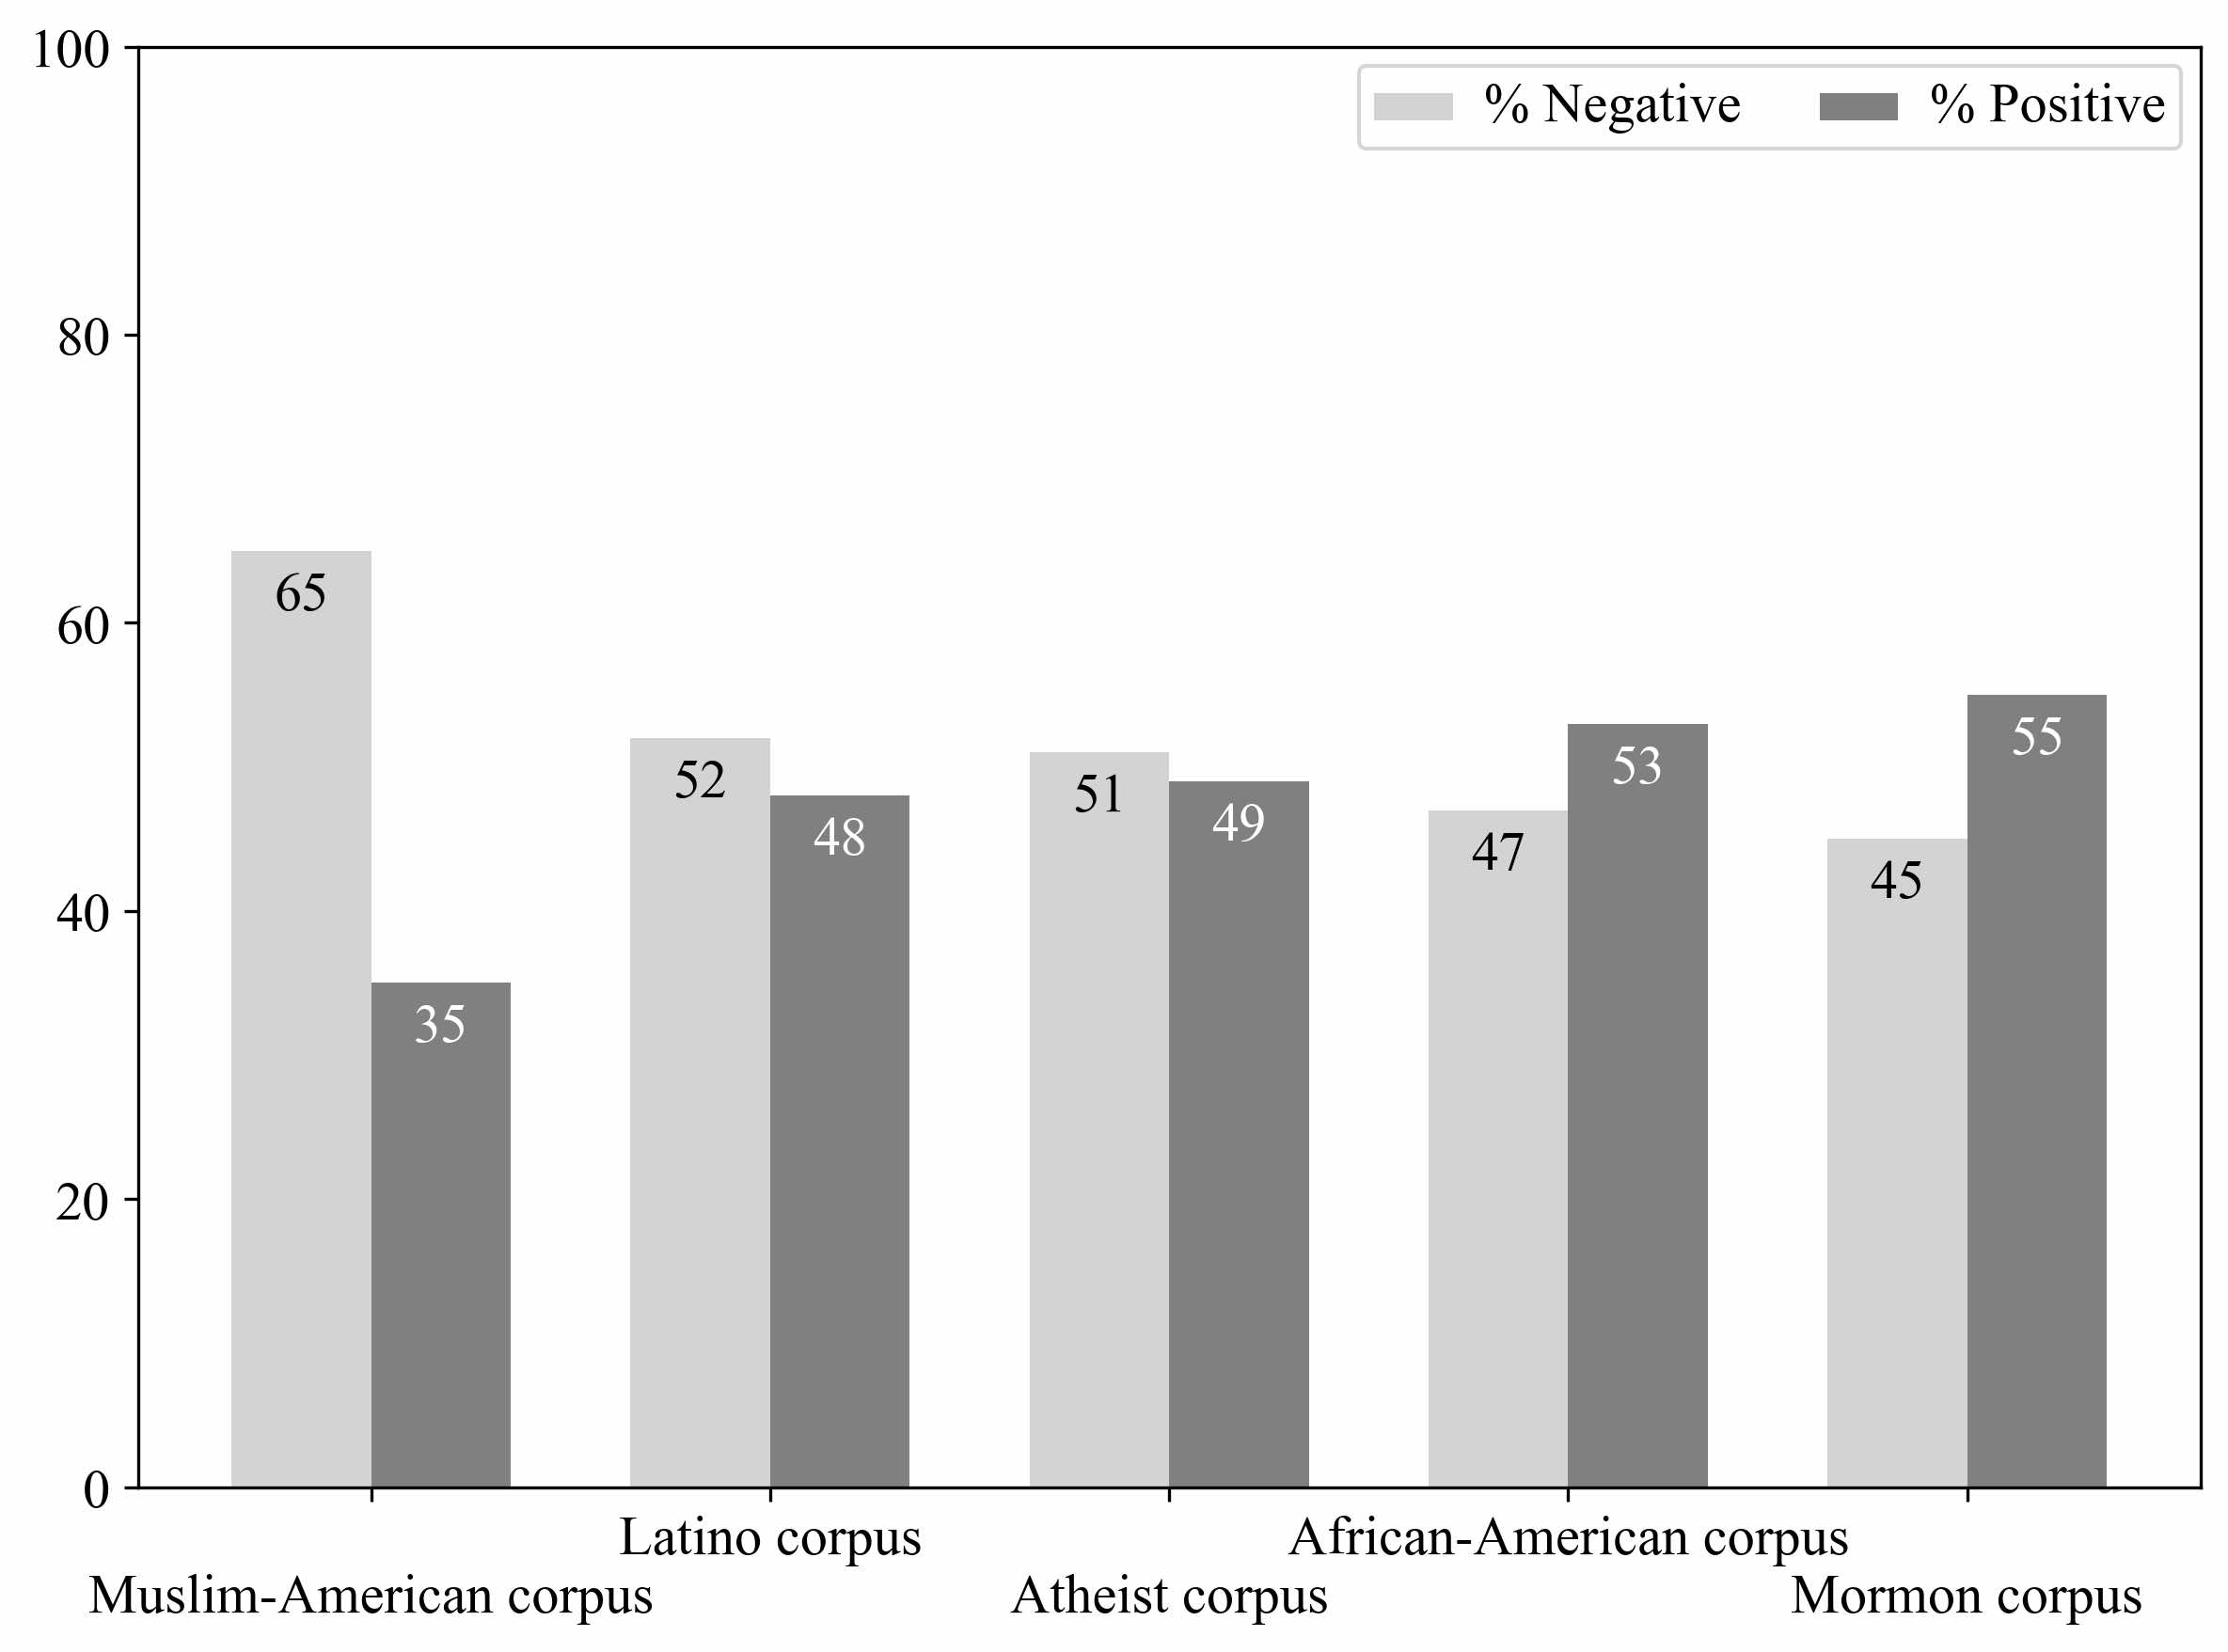 100
% Negative
% Positive
80
60
40
20
0
65
35
52
48
51
49
47
53
45
55
Latino corpus
African-American corpus
Muslim-American corpus
Atheist corpus
Mormon corpus